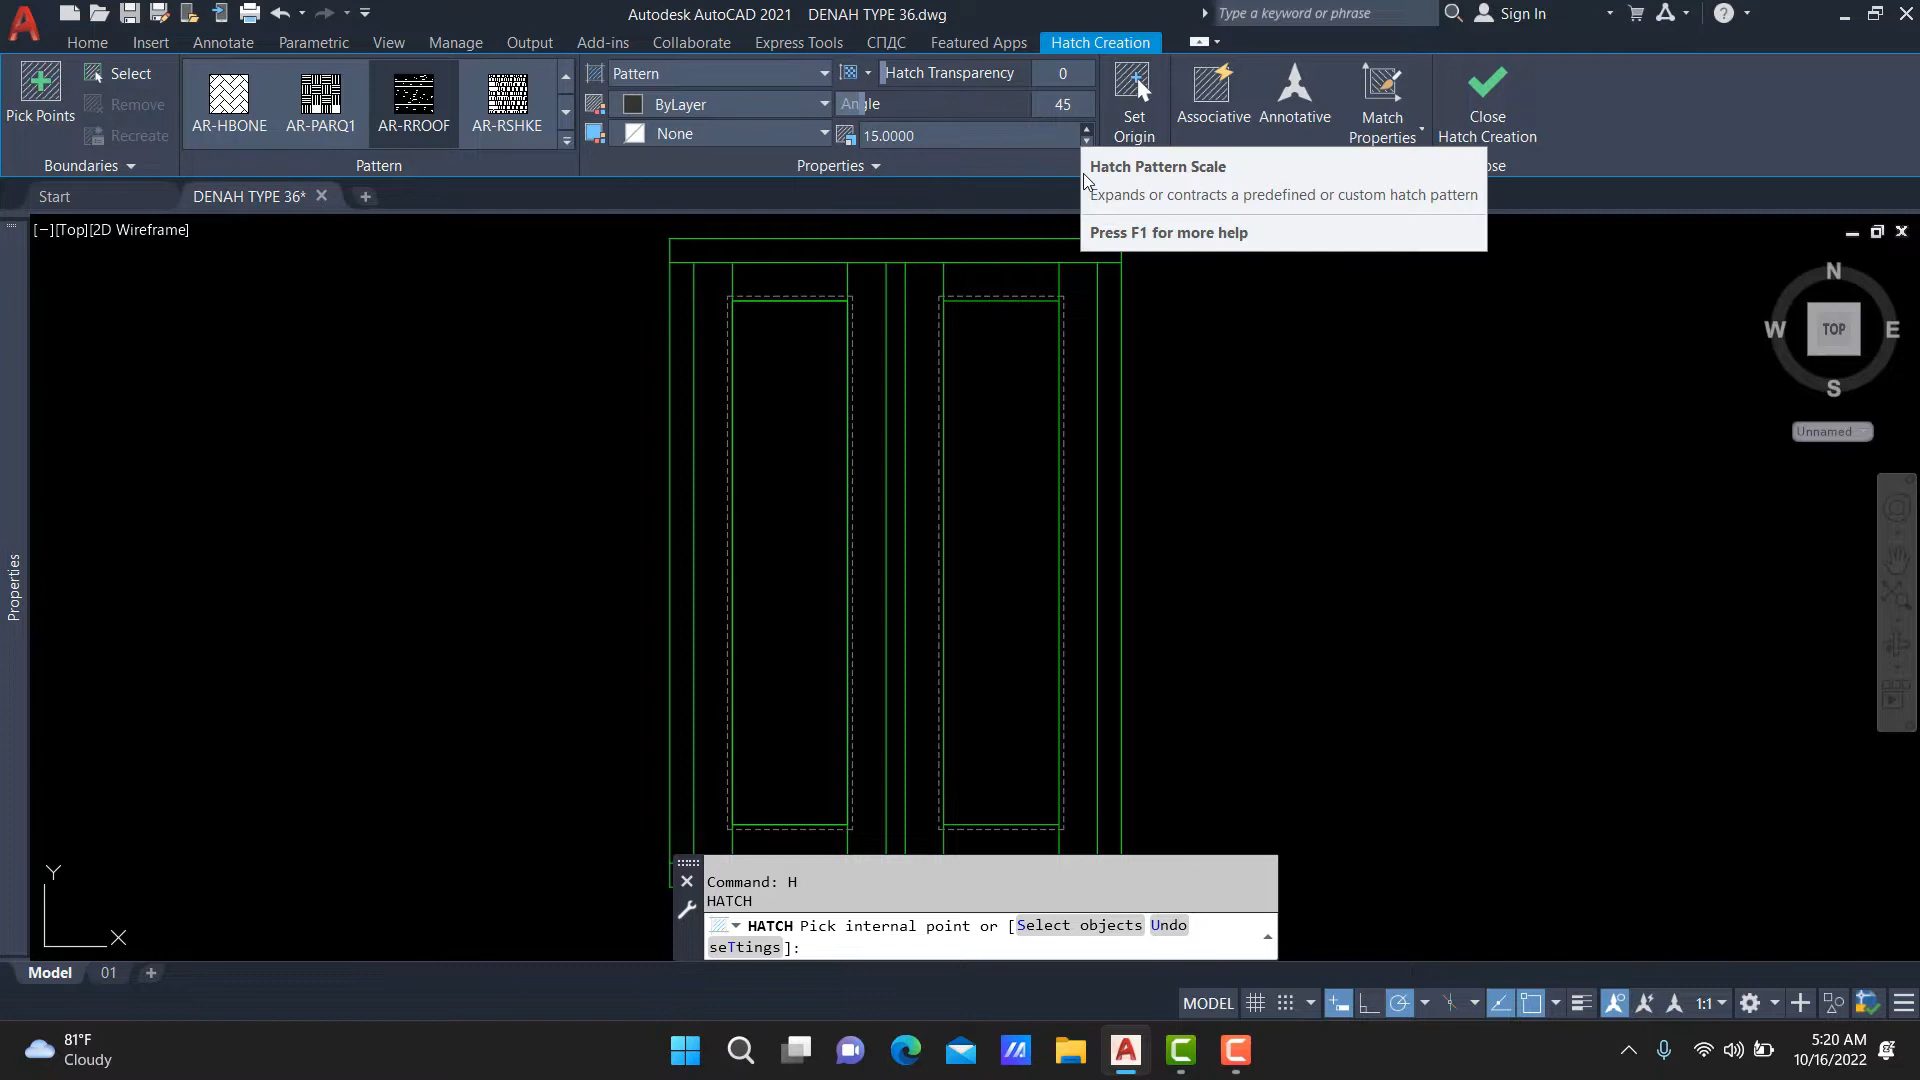 Autodesk AutoCAD 2021 DENAH TYPE 36.dwg
Type a keyword or phrase
Sign In
Home Insert Annotate Parametric View Manage Output Add-ins Collaborate Express Tools СПДС Featured Apps Hatch Creation
Pick Points
Select
Remove
Recreate
Boundaries
AR-HBONE AR-PARQ1 AR-RROOF AR-RSHKE
Pattern
Pattern
ByLayer
None
Hatch Transparency 0
Angle 45
15.0000
Properties
Set
Origin
Associative
Annotative
Match
Properties
Close
Hatch Creation
ose
Hatch Pattern Scale
Expands or contracts a predefined or custom hatch pattern
Press F1 for more help
Start
DENAH TYPE 36*
[−][Top][2D Wireframe]
N
W TOP E
S
Unnamed
Properties
Y
X
Command: H
HATCH
HATCH Pick internal point or [Select objects Undo
seTtings]:
Model 01
MODEL
1:1
81°F
Cloudy
5:20 AM
10/16/2022